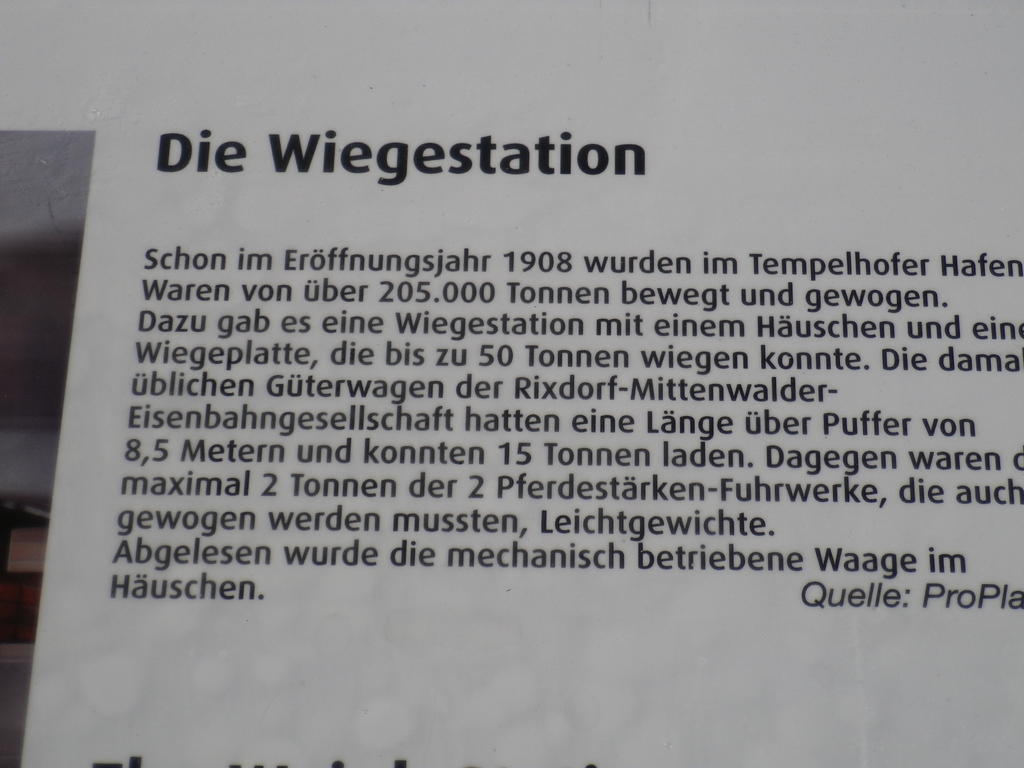 Die Wiegestation
Schon im Eröffnungsjahr 1908 wurden im Tempelhofer Hafen
Waren von über 205.000 Tonnen bewegt und gewogen.
Dazu gab es eine Wiegestation mit einem Häuschen und eine
Wiegeplatte, die bis zu 50 Tonnen wiegen konnte. Die damal
üblichen Güterwagen der Rixdorf-Mittenwalder-
Eisenbahngesellschaft hatten eine Länge über Puffer von
8,5 Metern und konnten 15 Tonnen laden. Dagegen waren d
maximal 2 Tonnen der 2 Pferdestärken-Fuhrwerke, die auch
gewogen werden mussten, Leichtgewichte.
Abgelesen wurde die mechanisch betriebene Waage im
Häuschen.
Quelle: ProPla